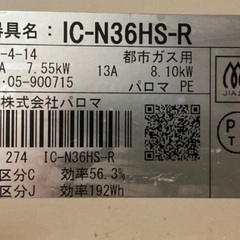 器具名: IC-N36HS-R
-4-14
都市ガス用
A 7.55kW
13A 8.10kW
.05-900715
パロマ PE
株式会社パロマ
JIA
PT
274 IC-N36HS-R
区分C 効率56.3%
区分J 効率192Wh